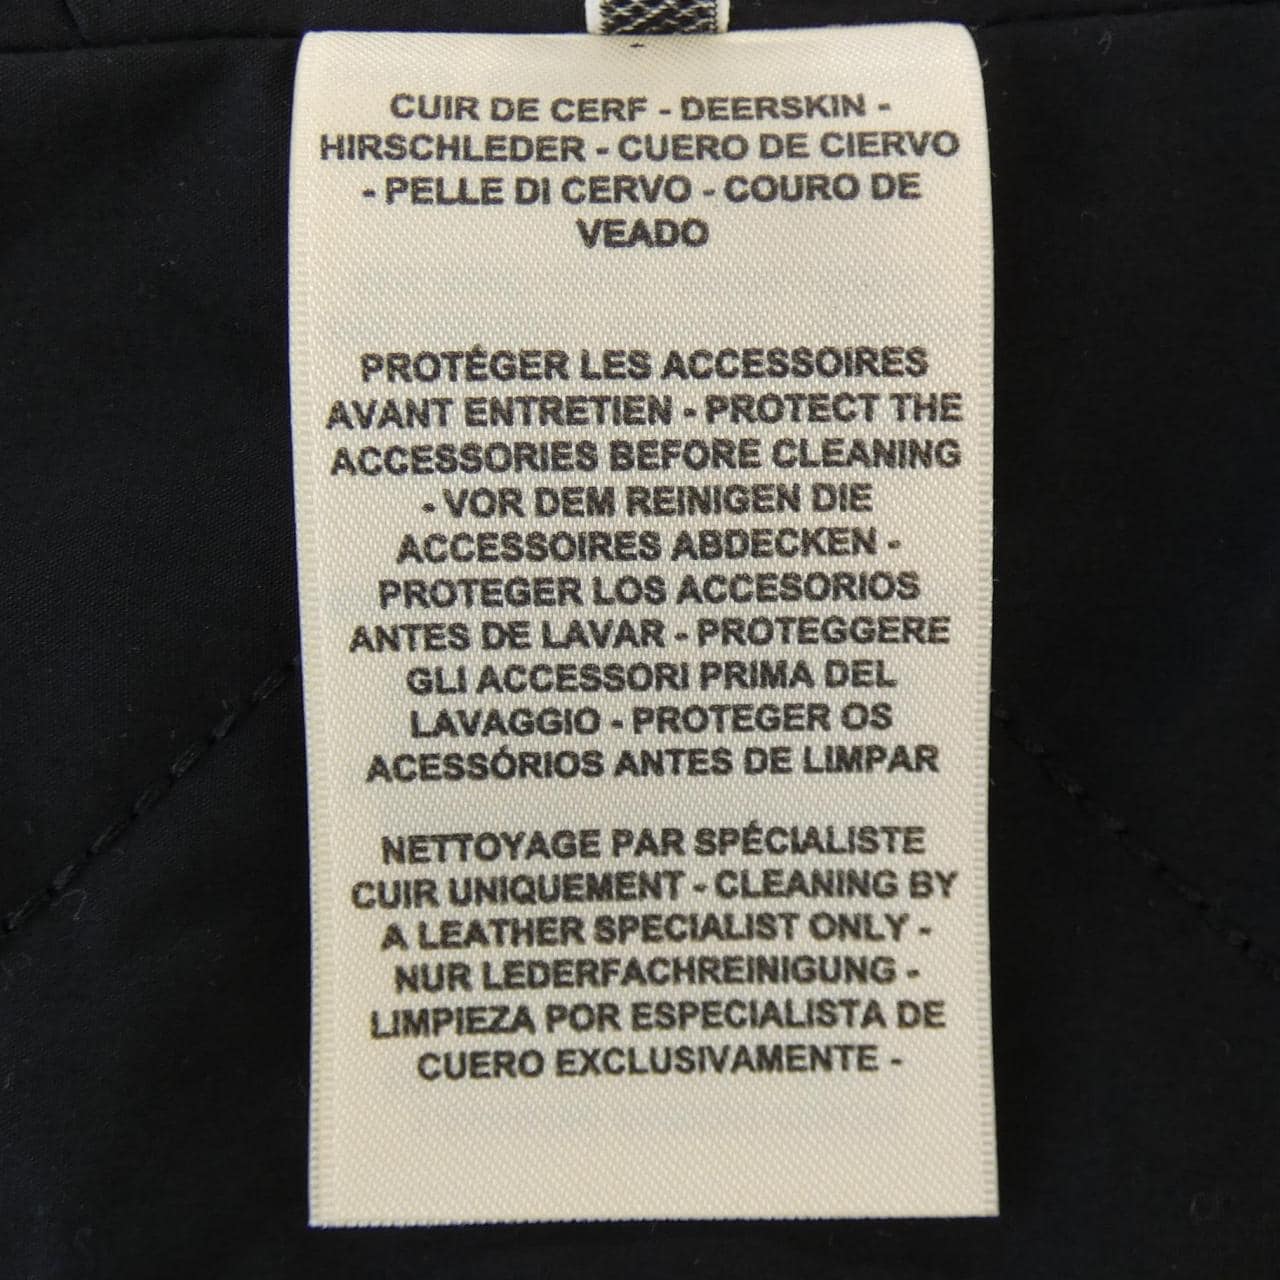 CUIR DE CERF - DEERSKIN -
HIRSCHLEDER - CUERO DE CIERVO
- PELLE DI CERVO - COURO DE
VEADO
PROTÉGER LES ACCESSOIRES
AVANT ENTRETIEN - PROTECT THE
ACCESSORIES BEFORE CLEANING
- VOR DEM REINIGEN DIE
ACCESSOIRES ABDECKEN -
PROTEGER LOS ACCESORIOS
ANTES DE LAVAR - PROTEGGERE
GLI ACCESSORI PRIMA DEL
LAVAGGIO - PROTEGER OS
ACESSÓRIOS ANTES DE LIMPAR
NETTOYAGE PAR SPÉCIALISTE
CUIR UNIQUEMENT - CLEANING BY
A LEATHER SPECIALIST ONLY -
NUR LEDERFACHREINIGUNG -
LIMPIEZA POR ESPECIALISTA DE
CUERO EXCLUSIVAMENTE -